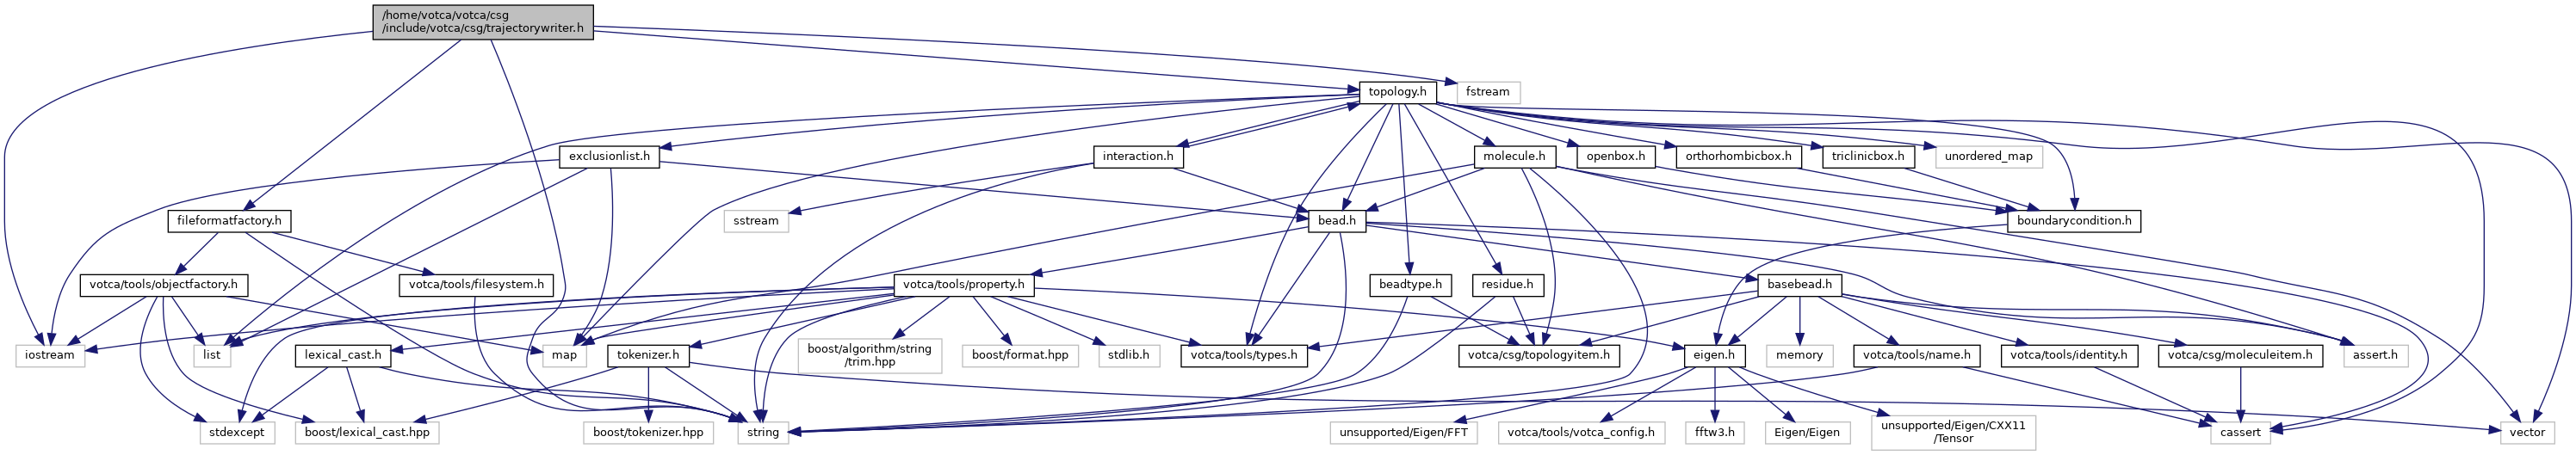 /home/votca/votca/csg
/include/votca/csg/trajectorywriter.h
topology.h
fstream
exclusionlist.h
interaction.h
molecule.h
openbox.h
orthorhombicbox.h
triclinicbox.h
unordered_map
fileformatfactory.h
sstream
bead.h
boundarycondition.h
votca/tools/objectfactory.h
votca/tools/filesystem.h
votca/tools/property.h
beadtype.h
residue.h
basebead.h
iostream
list
lexical_cast.h
map
tokenizer.h
boost/algorithm/string
/trim.hpp
boost/format.hpp
stdlib.h
votca/tools/types.h
votca/csg/topologyitem.h
eigen.h
memory
votca/tools/name.h
votca/tools/identity.h
votca/csg/moleculeitem.h
assert.h
stdexcept
boost/lexical_cast.hpp
boost/tokenizer.hpp
string
unsupported/Eigen/FFT
votca/tools/votca_config.h
fftw3.h
Eigen/Eigen
unsupported/Eigen/CXX11
/Tensor
cassert
vector